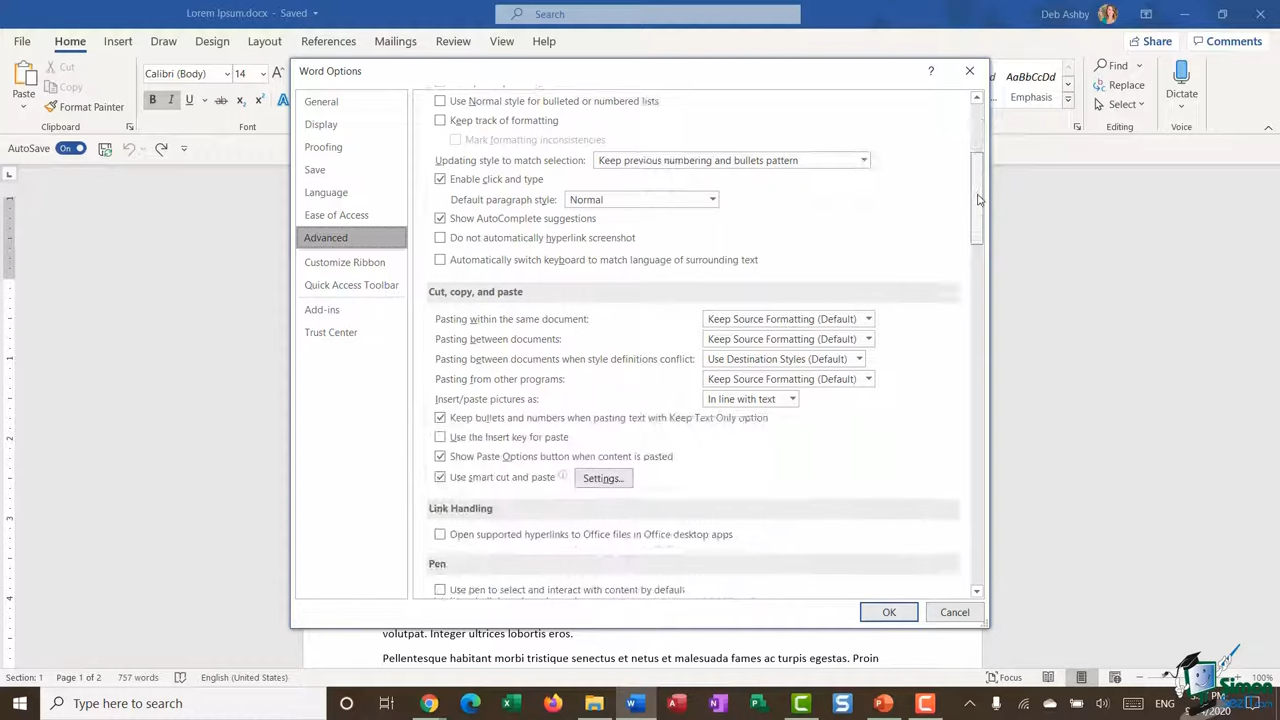 Lorem Ipsum.docx - Saved
Search
Deb Ashby
File Home Insert Draw Design Layout References Mailings Review View Help Share Comments
Paste
Cut
Copy
Format Painter
Clipboard
Calibri (Body) 14
B I U ab x₂ x² A
Font
AaBbCcDd
Emphasis
Find
Replace
Select
Editing
Dictate
Voice
AutoSave On
Word Options
?
General
Display
Proofing
Save
Language
Ease of Access
Advanced
Customize Ribbon
Quick Access Toolbar
Add-ins
Trust Center
Use Normal style for bulleted or numbered lists
Keep track of formatting
Mark formatting inconsistencies
Updating style to match selection: Keep previous numbering and bullets pattern
Enable click and type
Default paragraph style: Normal
Show AutoComplete suggestions
Do not automatically hyperlink screenshot
Automatically switch keyboard to match language of surrounding text
Cut, copy, and paste
Pasting within the same document: Keep Source Formatting (Default)
Pasting between documents: Keep Source Formatting (Default)
Pasting between documents when style definitions conflict: Use Destination Styles (Default)
Pasting from other programs: Keep Source Formatting (Default)
Insert/paste pictures as: In line with text
Keep bullets and numbers when pasting text with Keep Text Only option
Use the Insert key for paste
Show Paste Options button when content is pasted
Use smart cut and paste Settings...
Link Handling
Open supported hyperlinks to Office files in Office desktop apps
Pen
Use pen to select and interact with content by default
OK Cancel
volutpat. Integer ultrices lobortis eros.
Pellentesque habitant morbi tristique senectus et netus et malesuada fames ac turpis egestas. Proin
Section: 1 Page 1 of 2 757 words English (United States) Focus 100%
Type here to search
Simon